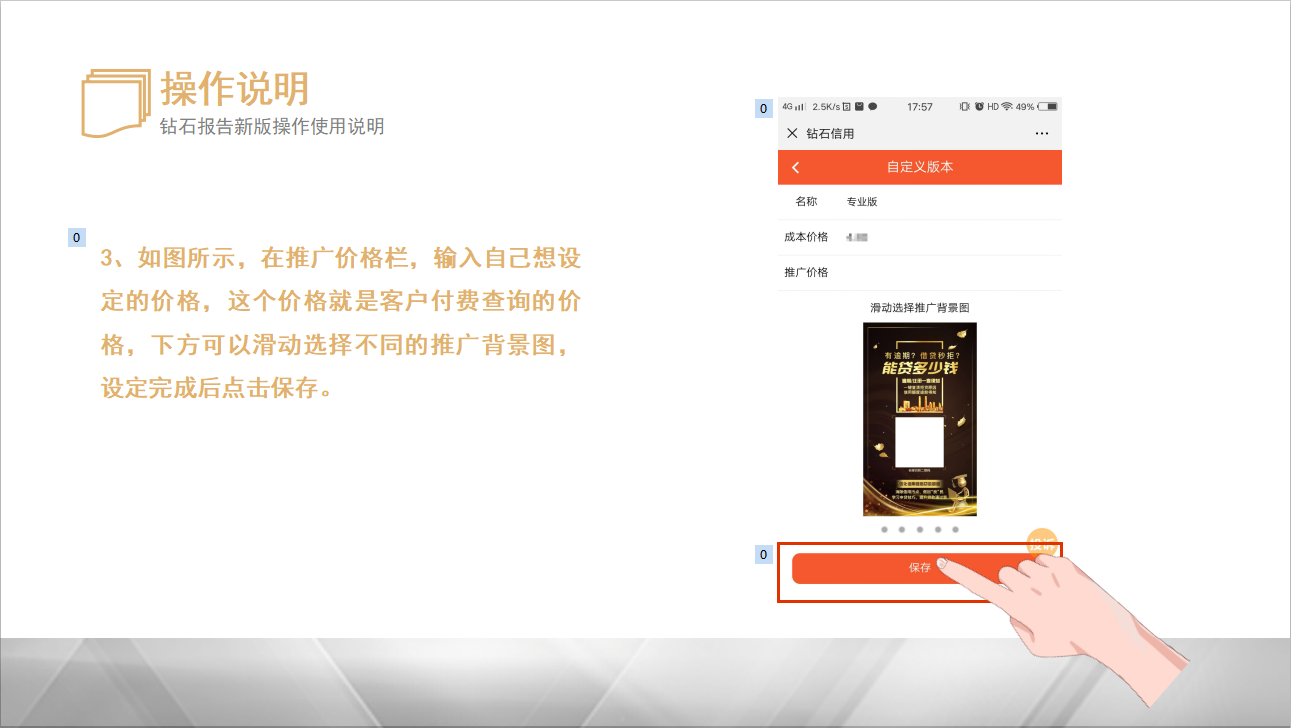 操作说明
钻石报告新版操作使用说明
0
3、如图所示，在推广价格栏，输入自己想设
定的价格，这个价格就是客户付费查询的价
格，下方可以滑动选择不同的推广背景图，
设定完成后点击保存。
0
4G 2.5K/s 17:57 HD 49%
钻石信用
自定义版本
名称 专业版
成本价格
推广价格
滑动选择推广背景图
有逾期？借贷秒拒？
能贷多少钱
投诉
0
保存